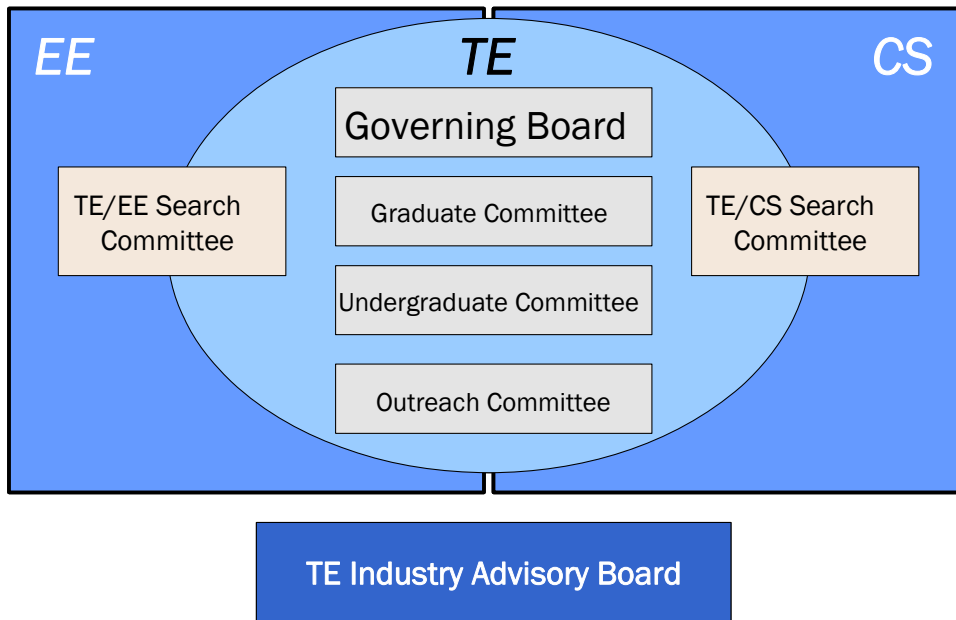 EE
TE
CS
Governing Board
TE/EE Search
Committee
Graduate Committee
TE/CS Search
Committee
Undergraduate Committee
Outreach Committee
TE Industry Advisory Board